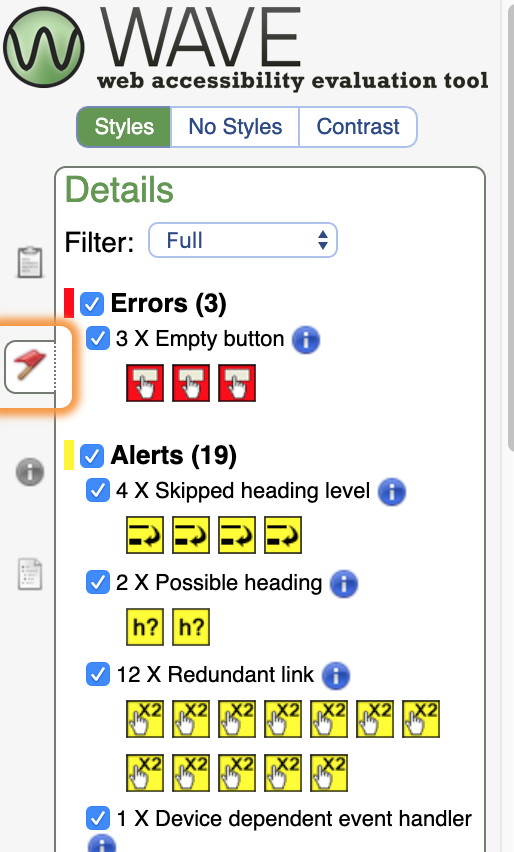 WAVE
web accessibility evaluation tool
Styles No Styles Contrast
Details
Filter: Full
Errors (3)
3 X Empty button
Alerts (19)
4 X Skipped heading level
2 X Possible heading
h? h?
12 X Redundant link
X2 X2 X2 X2 X2 X2 X2
X2 X2 X2 X2 X2
1 X Device dependent event handler